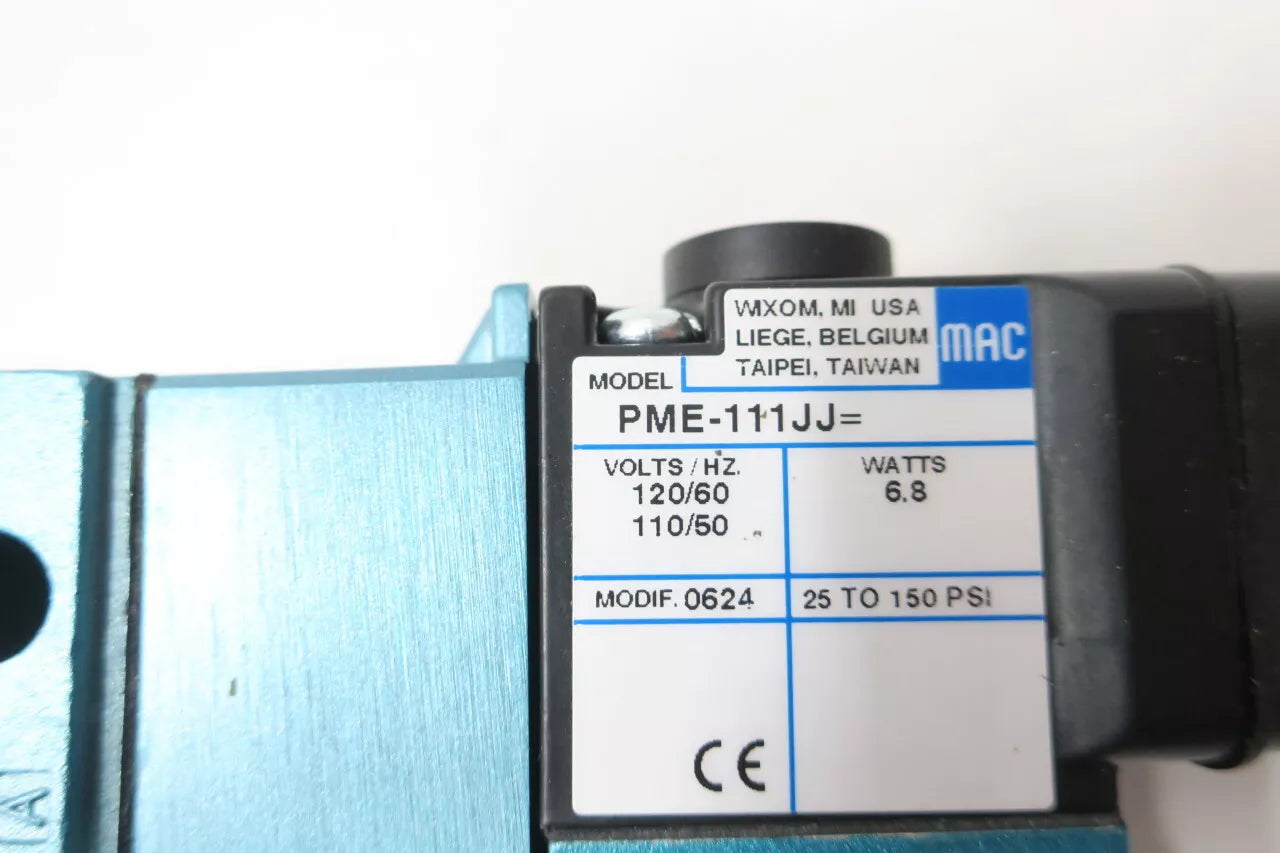 WIXOM, MI USA
LIEGE, BELGIUM
TAIPEI, TAIWAN
MAC
MODEL
PME-111JJ=
VOLTS/HZ.
120/60
110/50
WATTS
6.8
MODIF. 0624
25 TO 150 PSI
CE